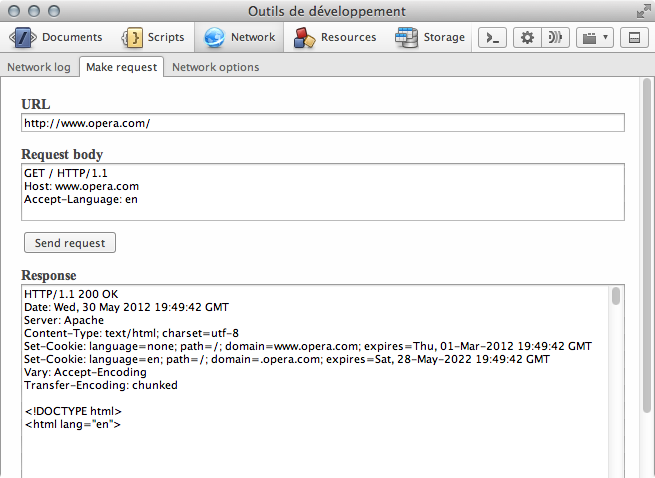 Outils de développement
Documents Scripts Network Resources Storage
Network log Make request Network options
URL
http://www.opera.com/
Request body
GET / HTTP/1.1
Host: www.opera.com
Accept-Language: en
Send request
Response
HTTP/1.1 200 OK
Date: Wed, 30 May 2012 19:49:42 GMT
Server: Apache
Content-Type: text/html; charset=utf-8
Set-Cookie: language=none; path=/; domain=www.opera.com; expires=Thu, 01-Mar-2012 19:49:42 GMT
Set-Cookie: language=en; path=/; domain=.opera.com; expires=Sat, 28-May-2022 19:49:42 GMT
Vary: Accept-Encoding
Transfer-Encoding: chunked
<!DOCTYPE html>
<html lang="en">